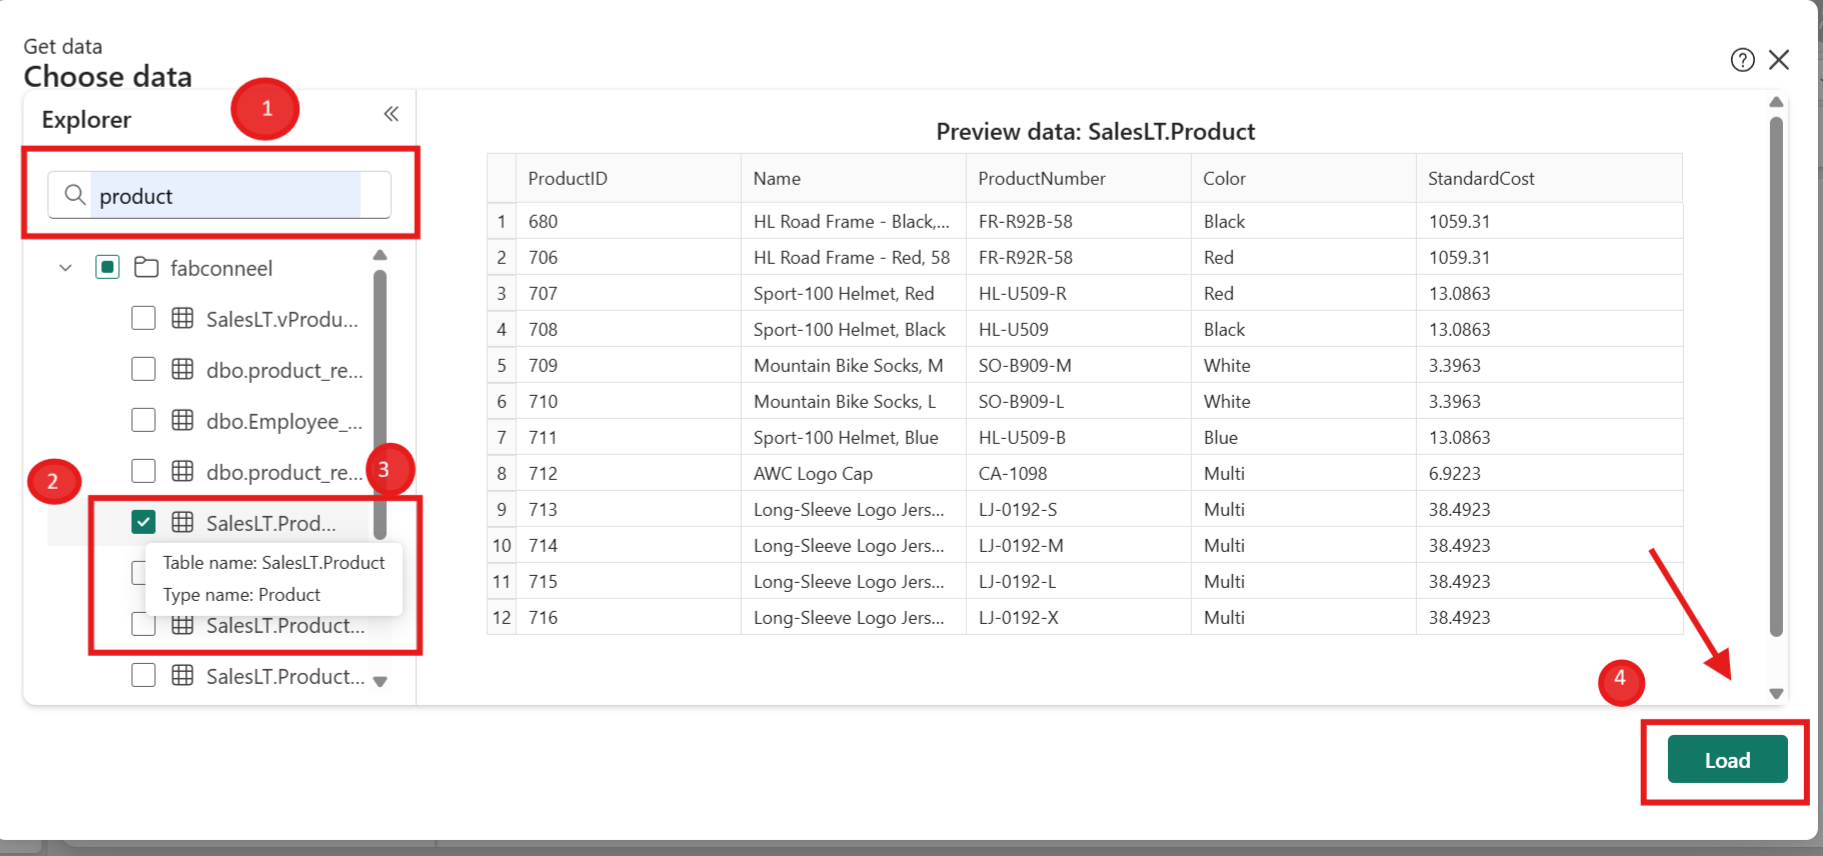 Get data
Choose data
1
Explorer
product
fabconneel
SalesLT.vProdu...
dbo.product_re...
dbo.Employee_...
dbo.product_re...
3
2
SalesLT.Prod...
Table name: SalesLT.Product
Type name: Product
SalesLT.Product...
SalesLT.Product...
Preview data: SalesLT.Product
ProductID Name ProductNumber Color StandardCost
1 680 HL Road Frame - Black,... FR-R92B-58 Black 1059.31
2 706 HL Road Frame - Red, 58 FR-R92R-58 Red 1059.31
3 707 Sport-100 Helmet, Red HL-U509-R Red 13.0863
4 708 Sport-100 Helmet, Black HL-U509 Black 13.0863
5 709 Mountain Bike Socks, M SO-B909-M White 3.3963
6 710 Mountain Bike Socks, L SO-B909-L White 3.3963
7 711 Sport-100 Helmet, Blue HL-U509-B Blue 13.0863
8 712 AWC Logo Cap CA-1098 Multi 6.9223
9 713 Long-Sleeve Logo Jers... LJ-0192-S Multi 38.4923
10 714 Long-Sleeve Logo Jers... LJ-0192-M Multi 38.4923
11 715 Long-Sleeve Logo Jers... LJ-0192-L Multi 38.4923
12 716 Long-Sleeve Logo Jers... LJ-0192-X Multi 38.4923
4
Load